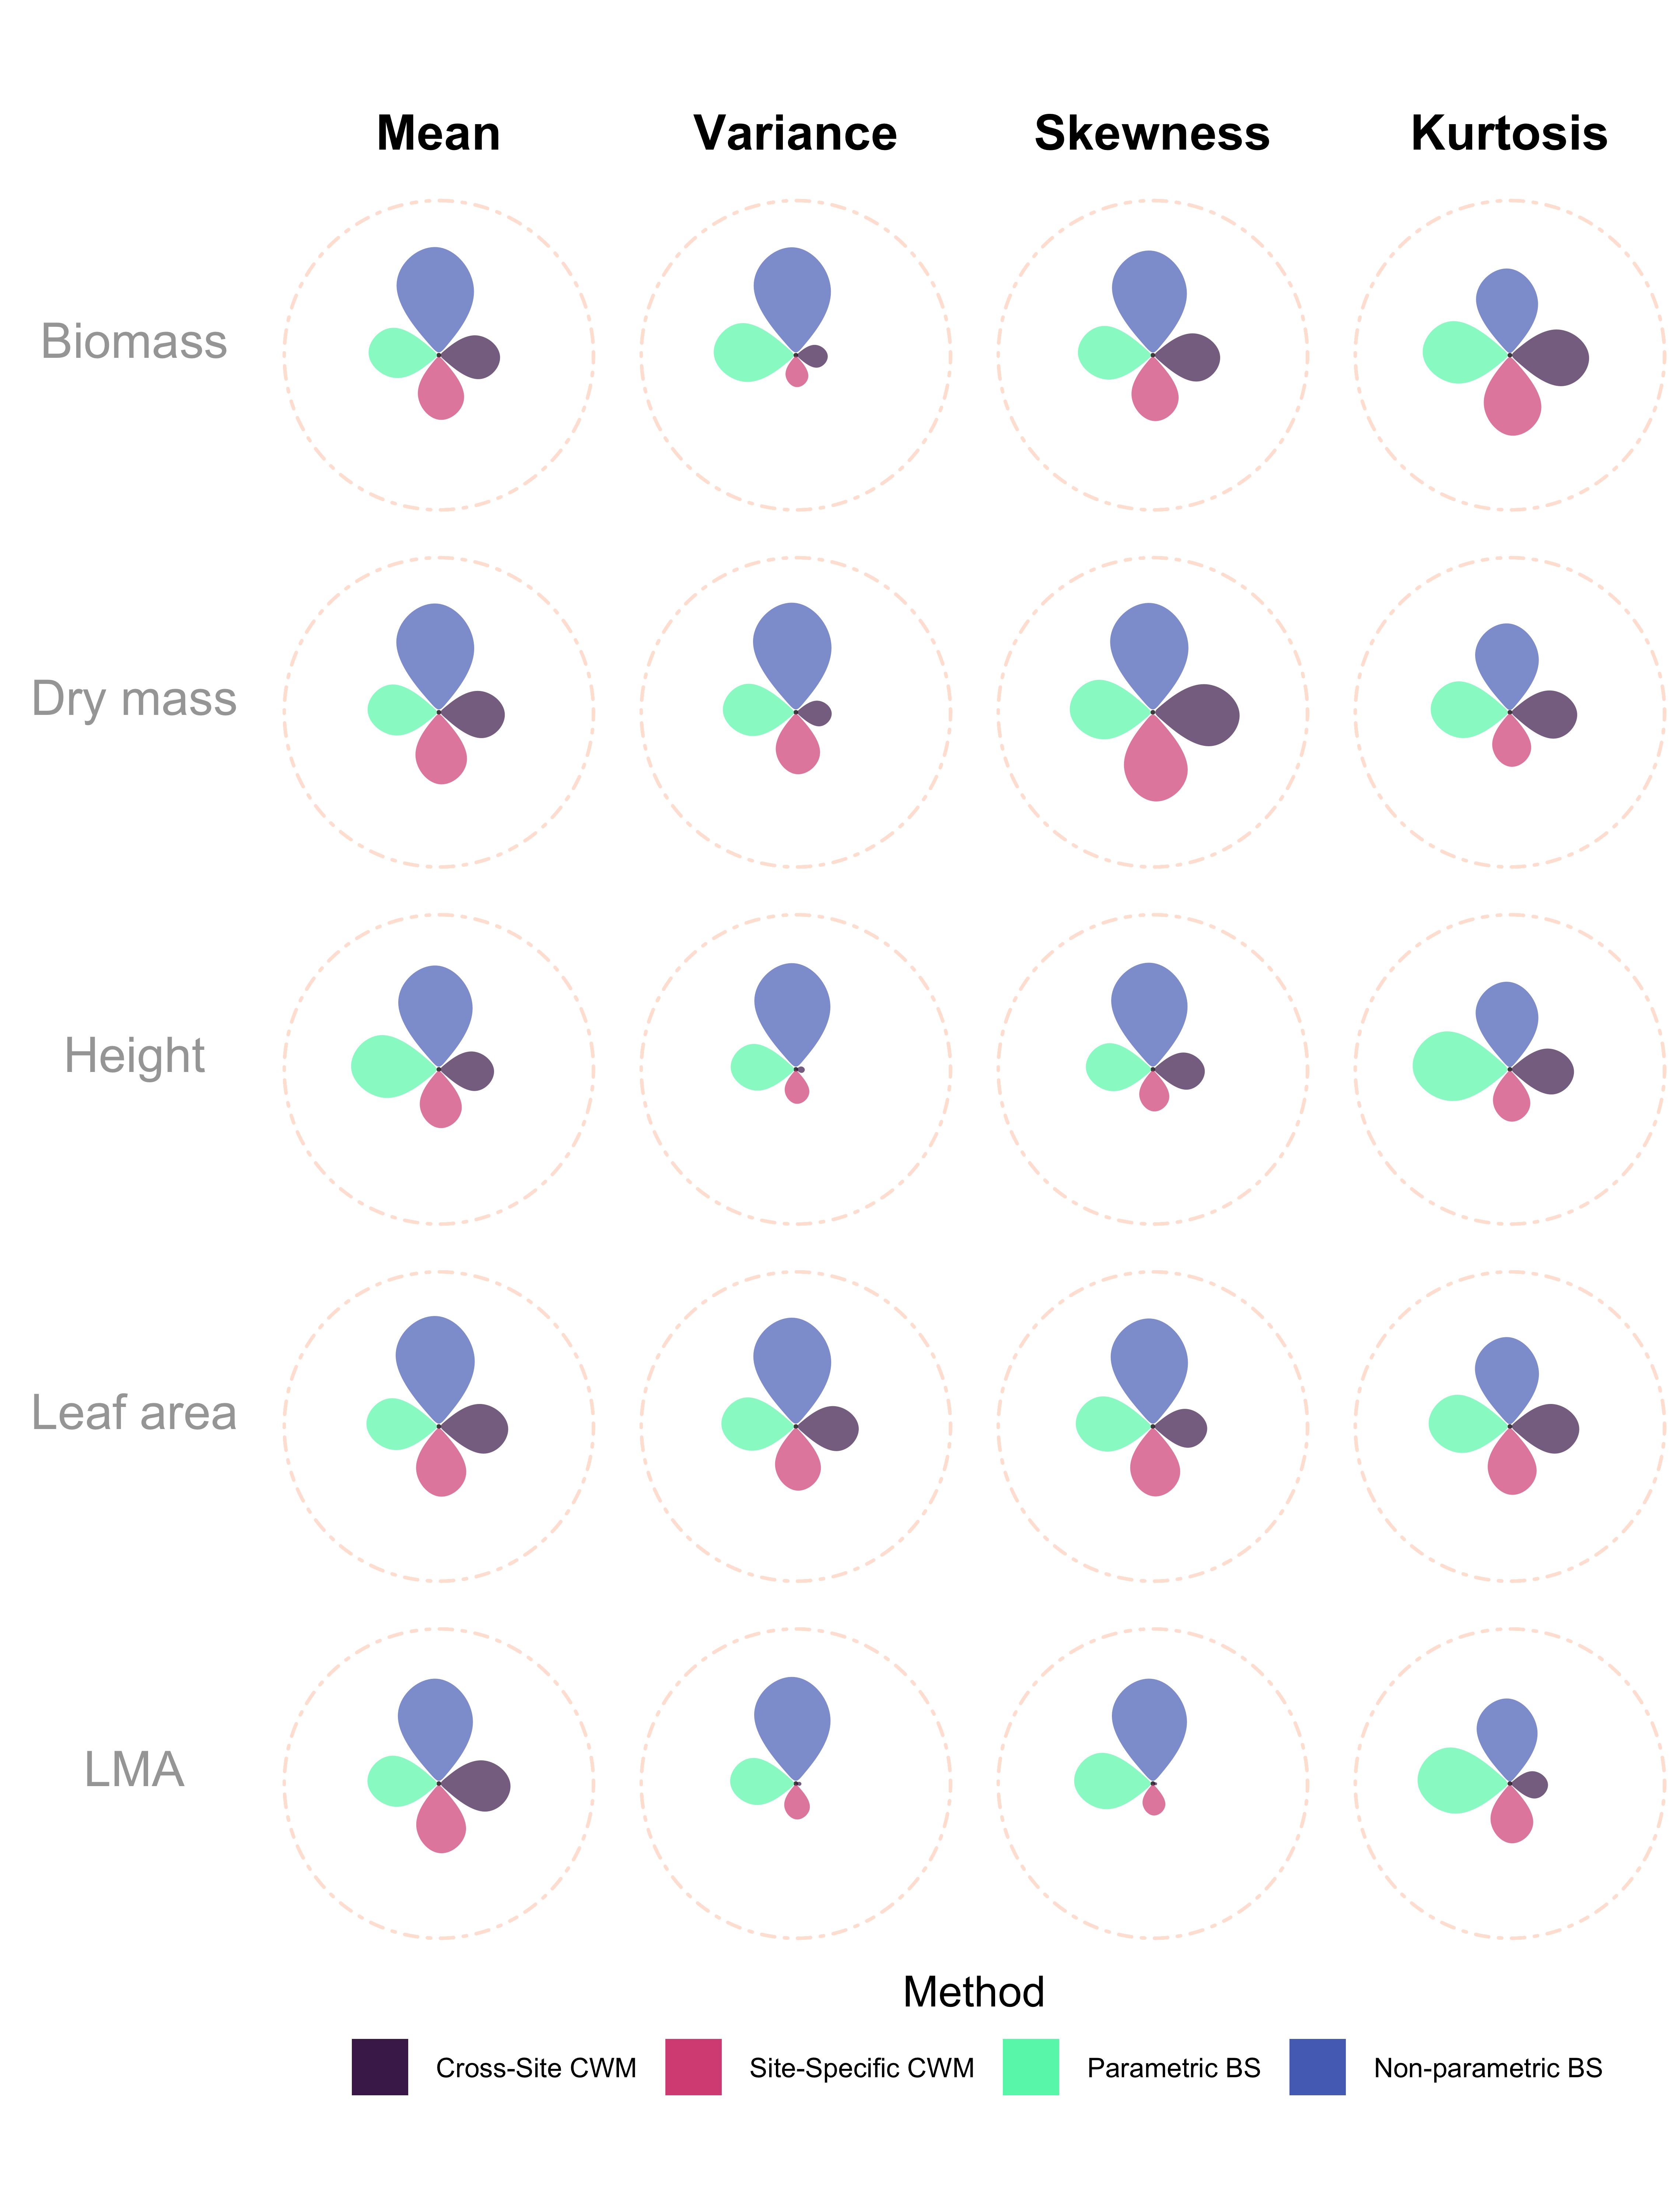 Mean Variance Skewness Kurtosis
Biomass
Dry mass
Height
Leaf area
LMA
Method
Cross-Site CWM Site-Specific CWM Parametric BS Non-parametric BS